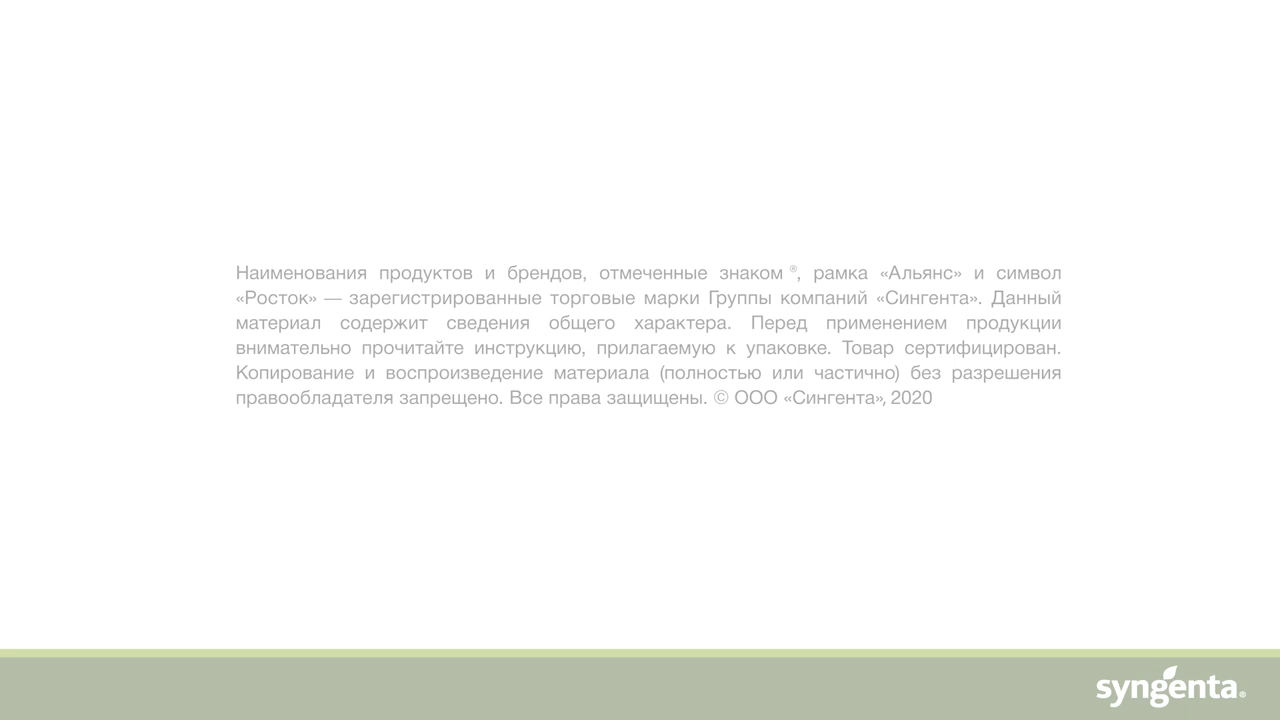 Наименования продуктов и брендов, отмеченные знаком ®, рамка «Альянс» и символ
«Росток» — зарегистрированные торговые марки Группы компаний «Сингента». Данный
материал содержит сведения общего характера. Перед применением продукции
внимательно прочитайте инструкцию, прилагаемую к упаковке. Товар сертифицирован.
Копирование и воспроизведение материала (полностью или частично) без разрешения
правообладателя запрещено. Все права защищены. © ООО «Сингента», 2020
syngenta®